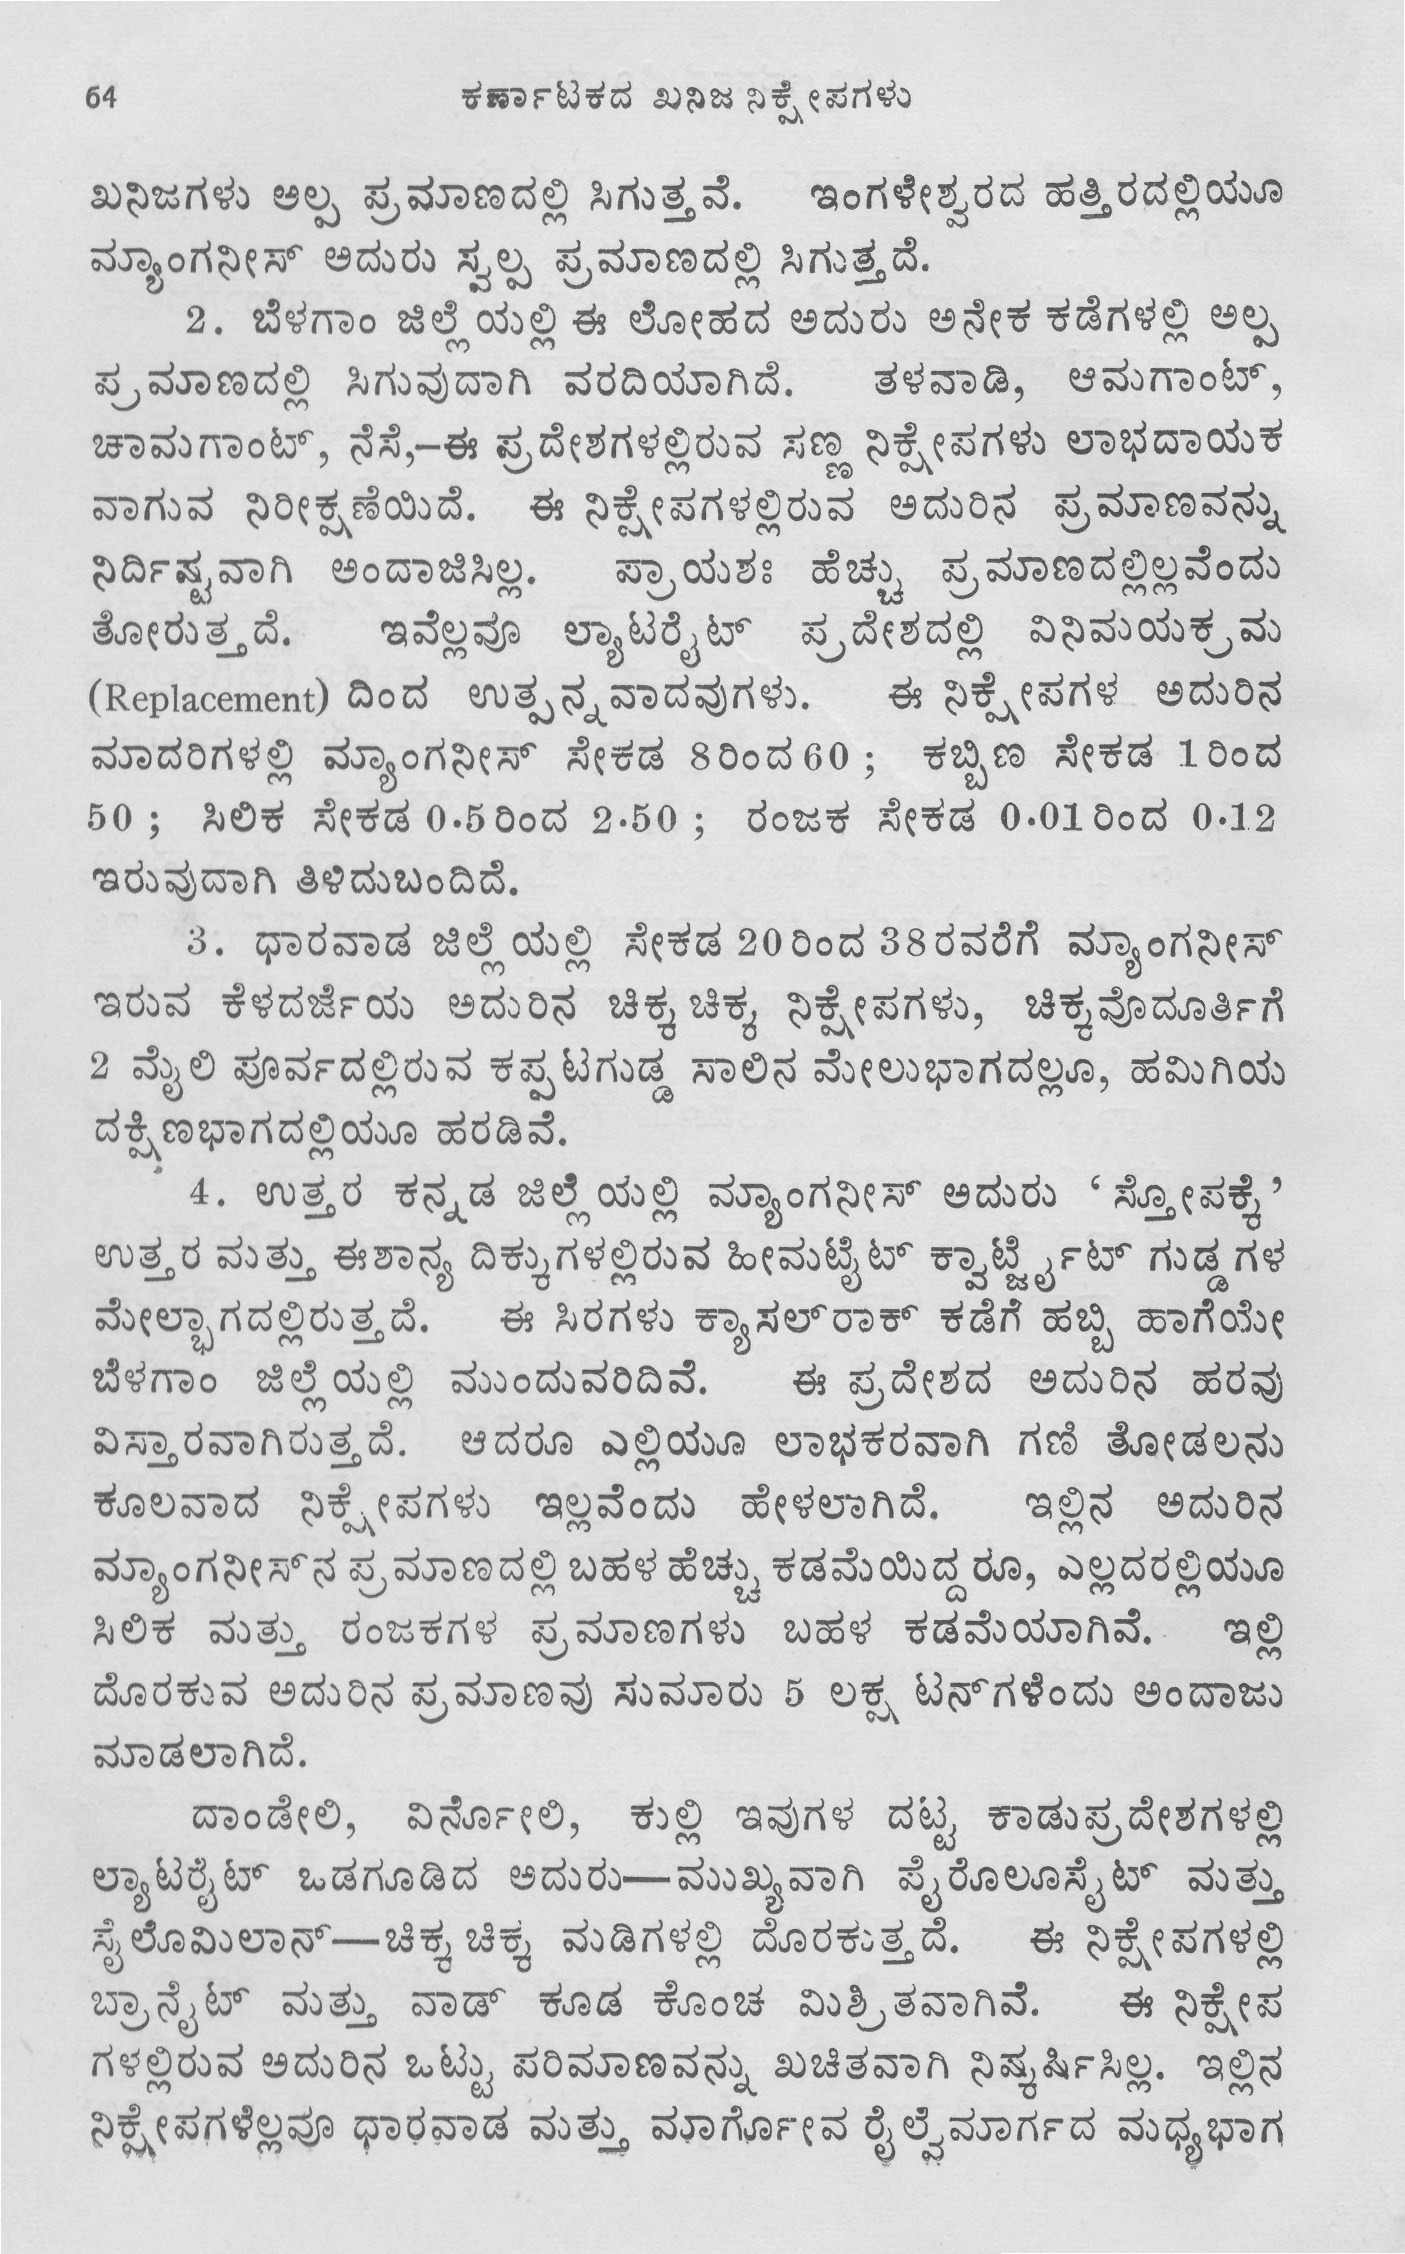 64 ಕರ್ಣಾಟಕದ ಖನಿಜ ನಿಕ್ಷೇಪಗಳು
ಖನಿಜಗಳು ಅಲ್ಪ ಪ್ರಮಾಣದಲ್ಲಿ ಸಿಗುತ್ತವೆ. ಇಂಗಳೇಶ್ವರದ ಹತ್ತಿರದಲ್ಲಿಯೂ
ಮ್ಯಾಂಗನೀಸ್ ಅದುರು ಸ್ವಲ್ಪ ಪ್ರಮಾಣದಲ್ಲಿ ಸಿಗುತ್ತದೆ.
2. ಬೆಳಗಾಂ ಜಿಲ್ಲೆಯಲ್ಲಿ ಈ ಲೋಹದ ಅದುರು ಅನೇಕ ಕಡೆಗಳಲ್ಲಿ ಅಲ್ಪ
ಪ್ರಮಾಣದಲ್ಲಿ ಸಿಗುವುದಾಗಿ ವರದಿಯಾಗಿದೆ. ತಳವಾಡಿ, ಆಮಗಾಂಟ್,
ಚಾಮಗಾಂಟ್, ನೆಸೆ,—ಈ ಪ್ರದೇಶಗಳಲ್ಲಿರುವ ಸಣ್ಣ ನಿಕ್ಷೇಪಗಳು ಲಾಭದಾಯಕ
ವಾಗುವ ನಿರೀಕ್ಷಣೆಯಿದೆ. ಈ ನಿಕ್ಷೇಪಗಳಲ್ಲಿರುವ ಅದುರಿನ ಪ್ರಮಾಣವನ್ನು
ನಿರ್ದಿಷ್ಟವಾಗಿ ಅಂದಾಜಿಸಿಲ್ಲ. ಪ್ರಾಯಶಃ ಹೆಚ್ಚು ಪ್ರಮಾಣದಲ್ಲಿಲ್ಲವೆಂದು
ತೋರುತ್ತದೆ. ಇವೆಲ್ಲವೂ ಲ್ಯಾಟರೈಟ್ ಪ್ರದೇಶದಲ್ಲಿ ವಿನಿಮಯಕ್ರಮ
(Replacement) ದಿಂದ ಉತ್ಪನ್ನವಾದವುಗಳು. ಈ ನಿಕ್ಷೇಪಗಳ ಅದುರಿನ
ಮಾದರಿಗಳಲ್ಲಿ ಮ್ಯಾಂಗನೀಸ್ ಸೇಕಡ 8ರಿಂದ 60 ; ಕಬ್ಬಿಣ ಸೇಕಡ 1ರಿಂದ
50 ; ಸಿಲಿಕ ಸೇಕಡ 0·5ರಿಂದ 2·50 ; ರಂಜಕ ಸೇಕಡ 0·01ರಿಂದ 0·12
ಇರುವುದಾಗಿ ತಿಳಿದುಬಂದಿದೆ.
3. ಧಾರವಾಡ ಜಿಲ್ಲೆಯಲ್ಲಿ ಸೇಕಡ 20ರಿಂದ 38ರವರೆಗೆ ಮ್ಯಾಂಗನೀಸ್
ಇರುವ ಕೆಳದರ್ಜೆಯ ಅದುರಿನ ಚಿಕ್ಕಚಿಕ್ಕ ನಿಕ್ಷೇಪಗಳು, ಚಿಕ್ಕವೊದೂರ್ತಿಗೆ
2 ಮೈಲಿ ಪೂರ್ವದಲ್ಲಿರುವ ಕಪ್ಪಟಗುಡ್ಡ ಸಾಲಿನ ಮೇಲುಭಾಗದಲ್ಲೂ, ಹಮಿಗಿಯ
ದಕ್ಷಿಣಭಾಗದಲ್ಲಿಯೂ ಹರಡಿವೆ.
4. ಉತ್ತರ ಕನ್ನಡ ಜಿಲ್ಲೆಯಲ್ಲಿ ಮ್ಯಾಂಗನೀಸ್ ಅದುರು ‘ ಸ್ತೋಪಕ್ಕೆ’
ಉತ್ತರ ಮತ್ತು ಈಶಾನ್ಯ ದಿಕ್ಕುಗಳಲ್ಲಿರುವ ಹೀಮಟೈಟ್ ಕ್ವಾರ್ಟ್ಜೈಟ್ ಗುಡ್ಡಗಳ
ಮೇಲ್ಭಾಗದಲ್ಲಿರುತ್ತದೆ. ಈ ಸಿರಗಳು ಕ್ಯಾಸಲ್‌ರಾಕ್ ಕಡೆಗೆ ಹಬ್ಬಿ ಹಾಗೆಯೇ
ಬೆಳಗಾಂ ಜಿಲ್ಲೆಯಲ್ಲಿ ಮುಂದುವರಿದಿವೆ. ಈ ಪ್ರದೇಶದ ಅದುರಿನ ಹರವು
ವಿಸ್ತಾರವಾಗಿರುತ್ತದೆ. ಆದರೂ ಎಲ್ಲಿಯೂ ಲಾಭಕರವಾಗಿ ಗಣಿ ತೋಡಲನು
ಕೂಲವಾದ ನಿಕ್ಷೇಪಗಳು ಇಲ್ಲವೆಂದು ಹೇಳಲಾಗಿದೆ. ಇಲ್ಲಿನ ಅದುರಿನ
ಮ್ಯಾಂಗನೀಸ್‌ನ ಪ್ರಮಾಣದಲ್ಲಿ ಬಹಳ ಹೆಚ್ಚು ಕಡಮೆಯಿದ್ದರೂ, ಎಲ್ಲದರಲ್ಲಿಯೂ
ಸಿಲಿಕ ಮತ್ತು ರಂಜಕಗಳ ಪ್ರಮಾಣಗಳು ಬಹಳ ಕಡಮೆಯಾಗಿವೆ. ಇಲ್ಲಿ
ದೊರಕುವ ಅದುರಿನ ಪ್ರಮಾಣವು ಸುಮಾರು 5 ಲಕ್ಷ ಟನ್‌ಗಳೆಂದು ಅಂದಾಜು
ಮಾಡಲಾಗಿದೆ.
ದಾಂಡೇಲಿ, ವಿರ್ನೋಲಿ, ಕುಲ್ಲಿ ಇವುಗಳ ದಟ್ಟ ಕಾಡುಪ್ರದೇಶಗಳಲ್ಲಿ
ಲ್ಯಾಟರೈಟ್ ಒಡಗೂಡಿದ ಅದುರು—ಮುಖ್ಯವಾಗಿ ಪೈರೊಲೂಸೈಟ್ ಮತ್ತು
ಸೈಲೊಮಿಲಾನ್—ಚಿಕ್ಕಚಿಕ್ಕ ಮಡಿಗಳಲ್ಲಿ ದೊರಕುತ್ತದೆ. ಈ ನಿಕ್ಷೇಪಗಳಲ್ಲಿ
ಬ್ರಾನೈಟ್ ಮತ್ತು ವಾಡ್ ಕೂಡ ಕೊಂಚ ಮಿಶ್ರಿತವಾಗಿವೆ. ಈ ನಿಕ್ಷೇಪ
ಗಳಲ್ಲಿರುವ ಅದುರಿನ ಒಟ್ಟು ಪರಿಮಾಣವನ್ನು ಖಚಿತವಾಗಿ ನಿಷ್ಕರ್ಷಿಸಿಲ್ಲ. ಇಲ್ಲಿನ
ನಿಕ್ಷೇಪಗಳೆಲ್ಲವೂ ಧಾರವಾಡ ಮತ್ತು ಮಾರ್ಗೋವ ರೈಲ್ವೆಮಾರ್ಗದ ಮಧ್ಯಭಾಗ